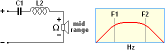 C1 L2
+
Ω
mid
range
-
F1 F2
Hz